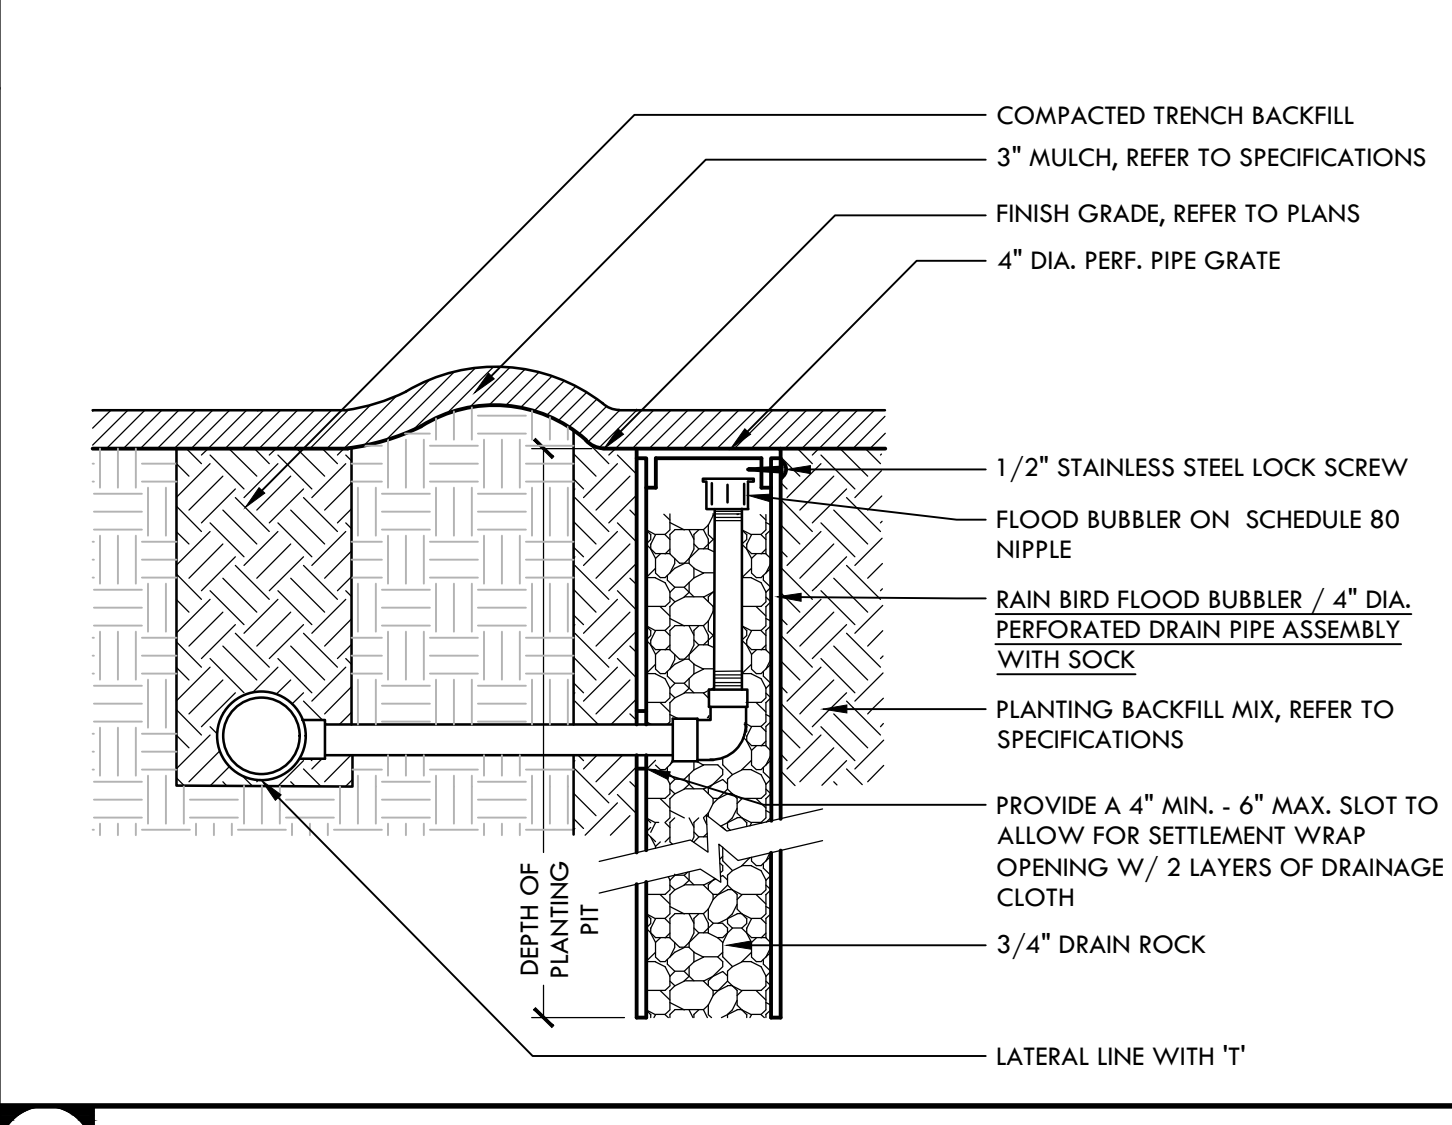 COMPACTED TRENCH BACKFILL
3" MULCH, REFER TO SPECIFICATIONS
FINISH GRADE, REFER TO PLANS
4" DIA. PERF. PIPE GRATE
1/2" STAINLESS STEEL LOCK SCREW
FLOOD BUBBLER ON SCHEDULE 80
NIPPLE
RAIN BIRD FLOOD BUBBLER / 4" DIA.
PERFORATED DRAIN PIPE ASSEMBLY
WITH SOCK
PLANTING BACKFILL MIX, REFER TO
SPECIFICATIONS
PROVIDE A 4" MIN. - 6" MAX. SLOT TO
ALLOW FOR SETTLEMENT WRAP
OPENING W/ 2 LAYERS OF DRAINAGE
CLOTH
3/4" DRAIN ROCK
LATERAL LINE WITH 'T'
DEPTH OF
PLANTING
PIT